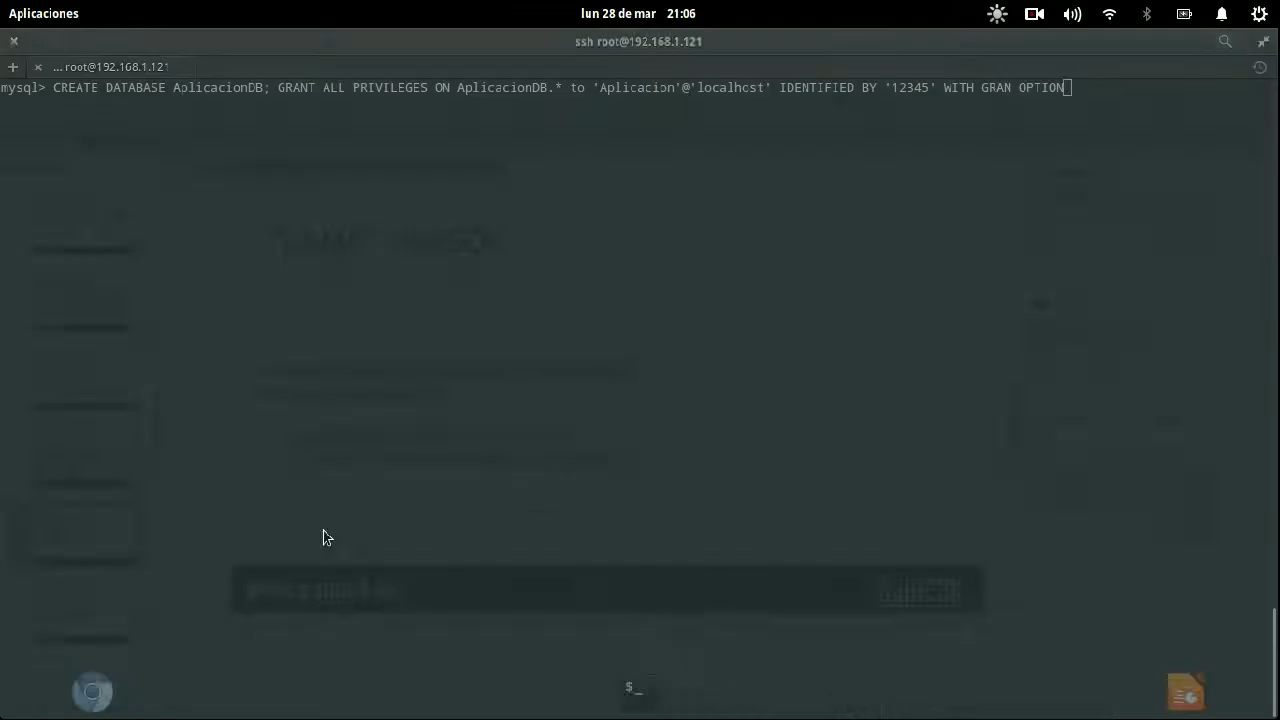 Aplicaciones
lun 28 de mar 21:06
ssh root@192.168.1.121
... root@192.168.1.121
mysql> CREATE DATABASE AplicacionDB; GRANT ALL PRIVILEGES ON AplicacionDB.* to 'Aplicacion'@'localhost' IDENTIFIED BY '12345' WITH GRAN OPTION
$_